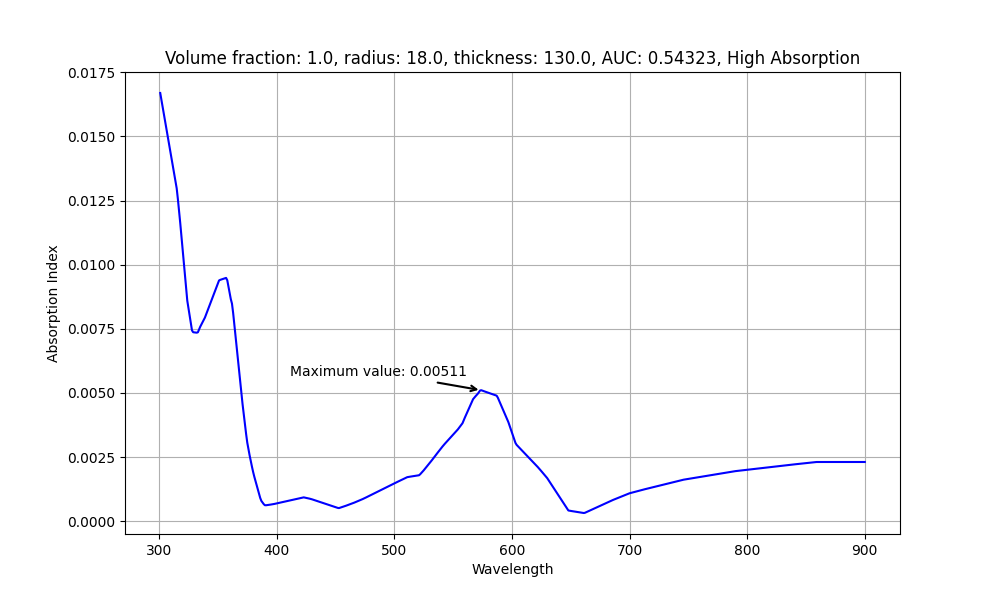 Volume fraction: 1.0, radius: 18.0, thickness: 130.0, AUC: 0.54323, High Absorption
0.0175
0.0150
0.0125
0.0100
0.0075
0.0050
0.0025
0.0000
Absorption Index
Maximum value: 0.00511
300 400 500 600 700 800 900
Wavelength